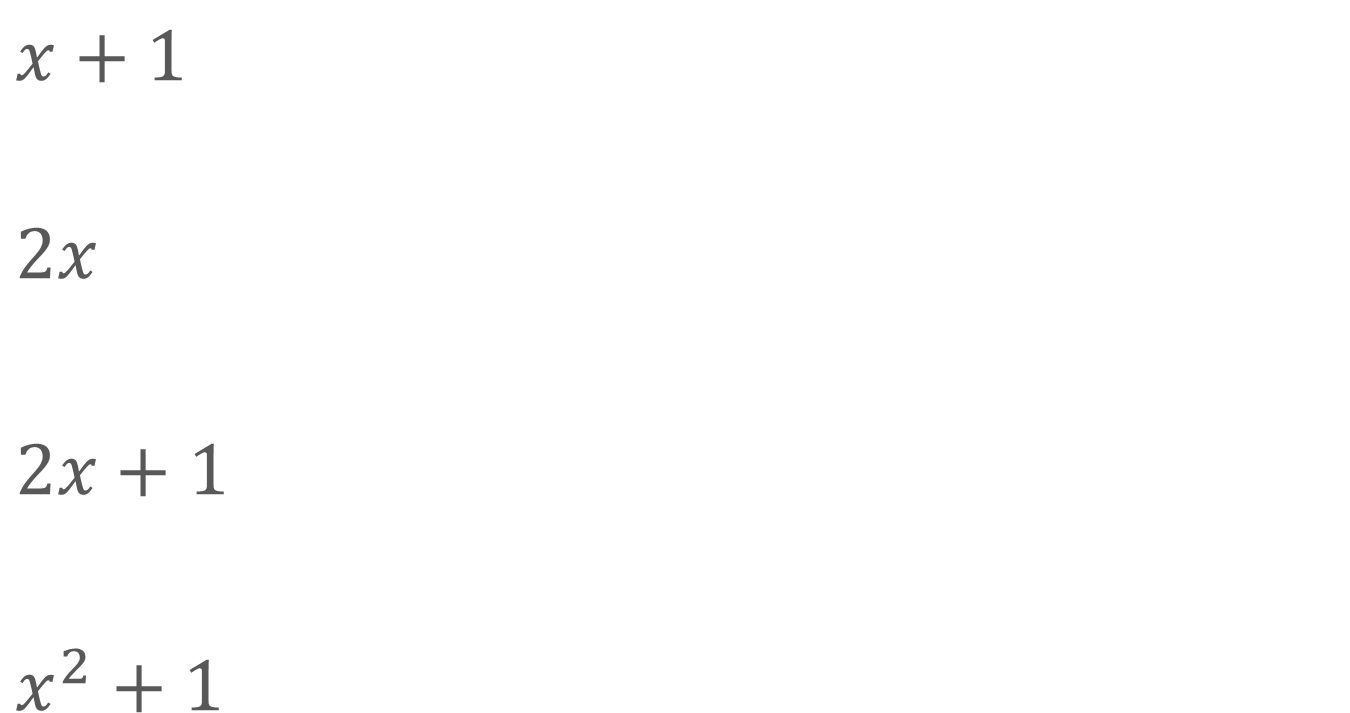 x + 1
2x
2x + 1
x² + 1